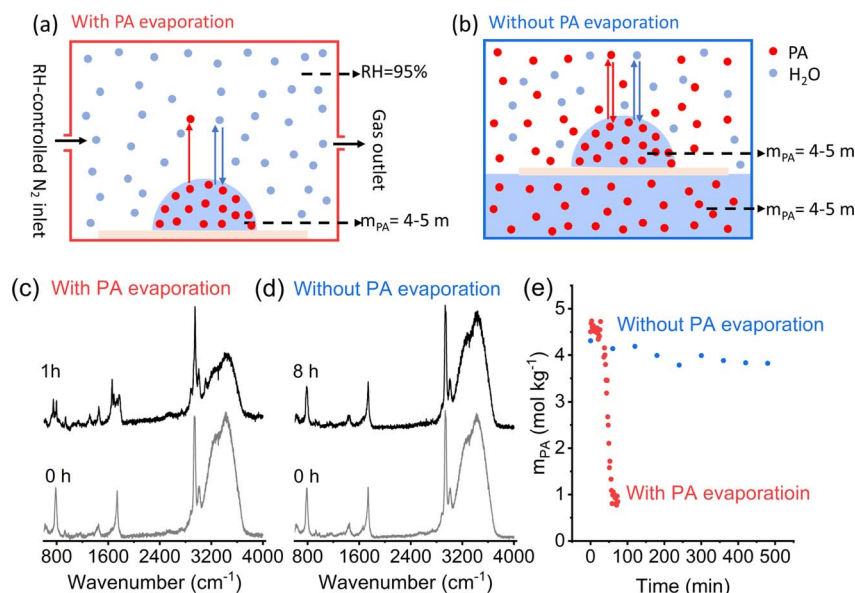 (a) With PA evaporation
RH-controlled N₂ inlet
RH=95%
Gas outlet
mPA= 4-5 m
(b) Without PA evaporation
PA
H₂O
mPA= 4-5 m
mPA= 4-5 m
(c) With PA evaporation
1h
0 h
800 1600 2400 3200 4000
Wavenumber (cm⁻¹)
(d) Without PA evaporation
8 h
0 h
800 1600 2400 3200 4000
Wavenumber (cm⁻¹)
(e)
mPA (mol kg⁻¹)
5
4
3
2
1
0
Without PA evaporation
With PA evaporatioin
0 100 200 300 400 500
Time (min)